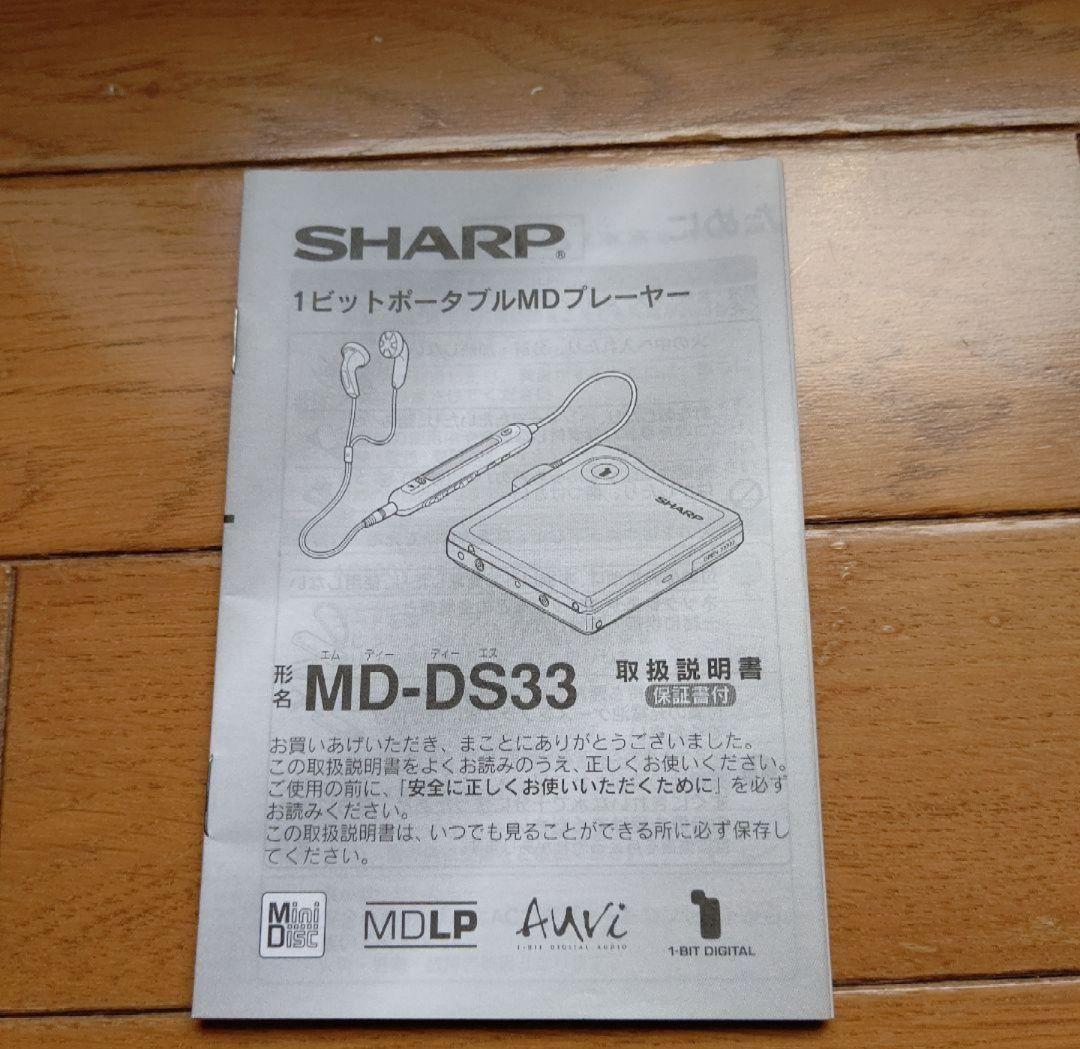 SHARP®
1ビットポータブルMDプレーヤー
SHARP
エム ディー ディー エス
形名 MD-DS33 取扱説明書
保証書付
お買いあげいただき、まことにありがとうございました。
この取扱説明書をよくお読みのうえ、正しくお使いください。
ご使用の前に、「安全に正しくお使いいただくために」を必ず
お読みください。
この取扱説明書は、いつでも見ることができる所に必ず保存し
てください。
Mini
Disc
MDLP
Auvi
1-BIT DIGITAL AUDIO
1-BIT DIGITAL